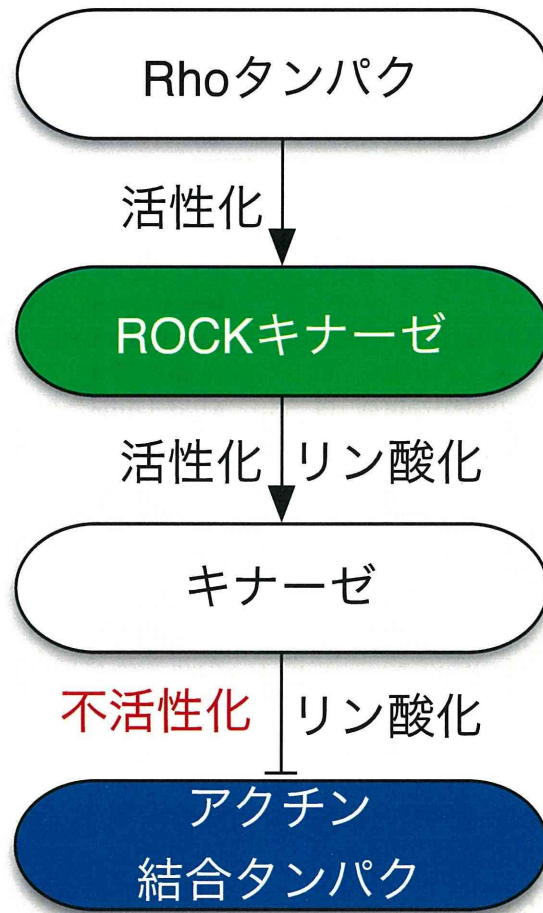 Rhoタンパク
活性化
ROCKキナーゼ
活性化 リン酸化
キナーゼ
不活性化 リン酸化
アクチン
結合タンパク